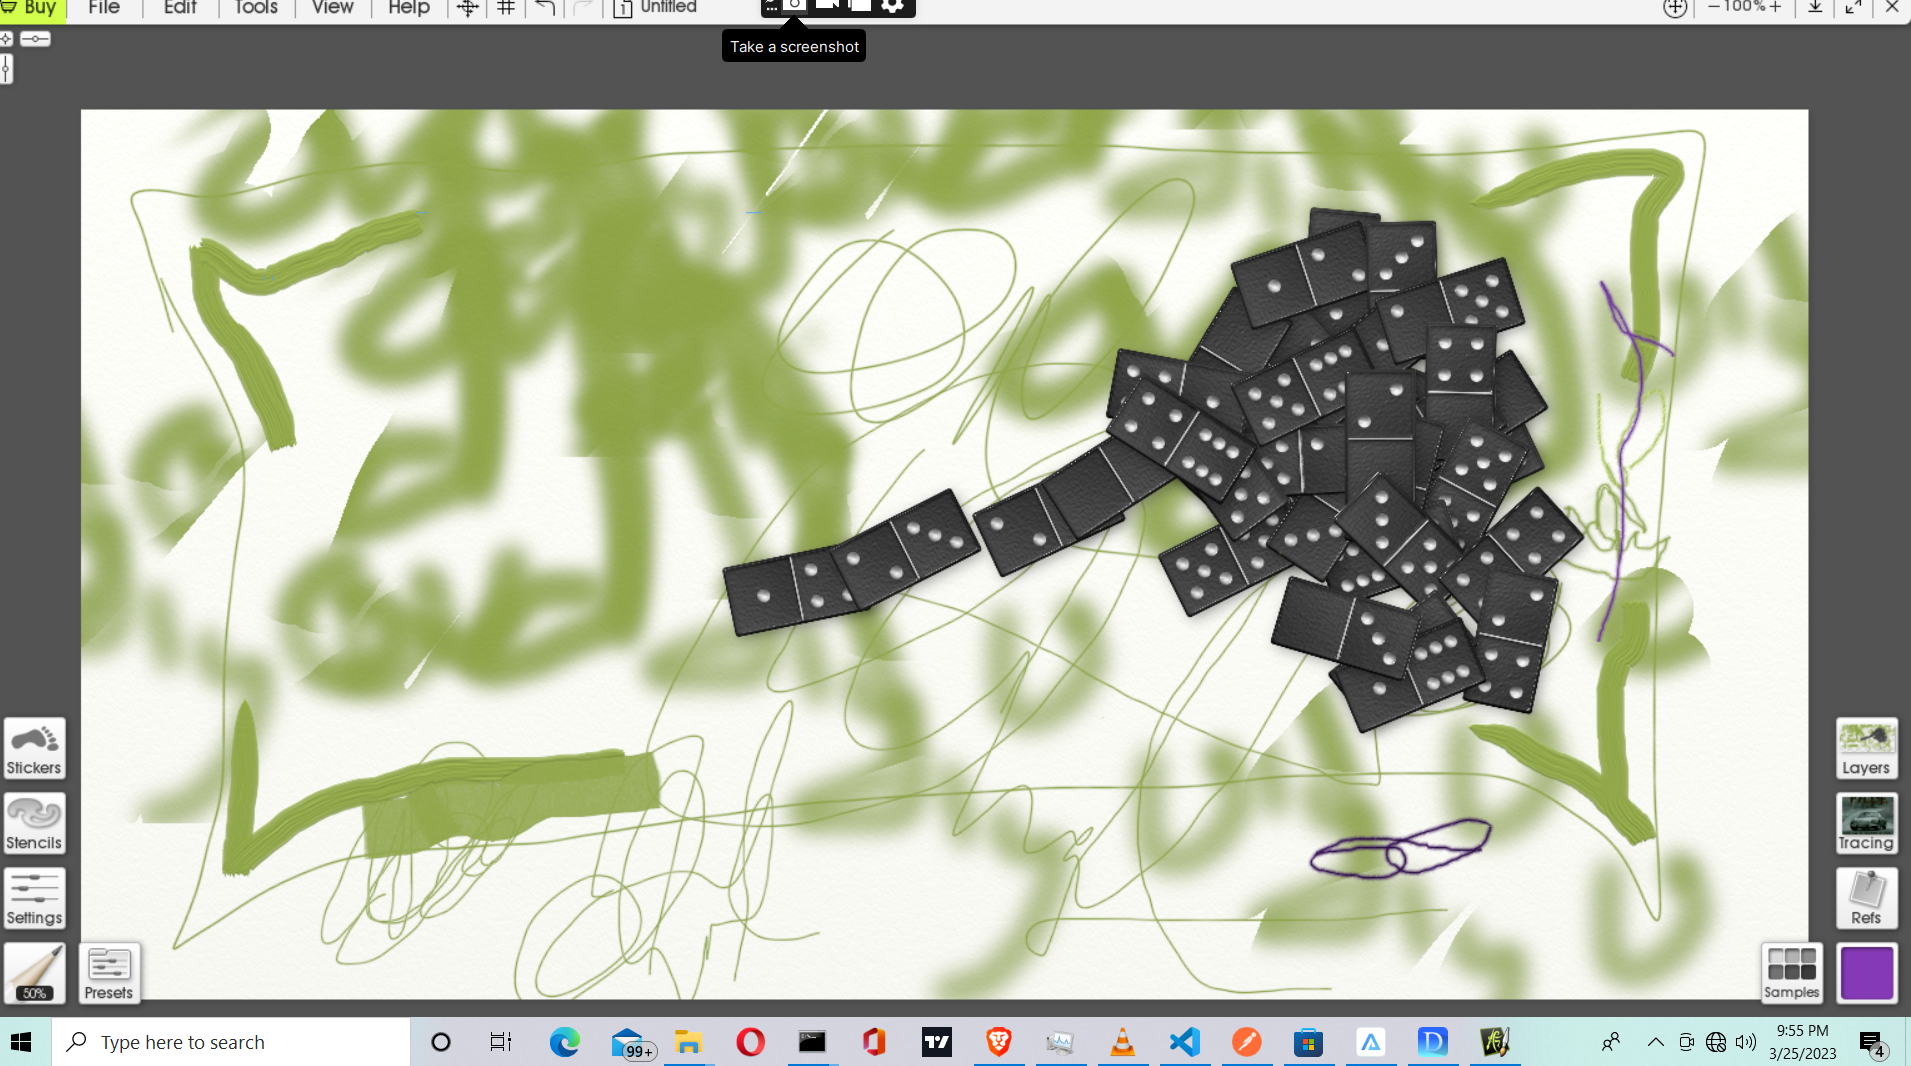 Buy File Edit Tools View Help Untitled −100%+
Take a screenshot
Stickers
Stencils
Settings
50%
Presets
Layers
Tracing
Refs
Samples
Type here to search
99+
D
9:55 PM
3/25/2023
4